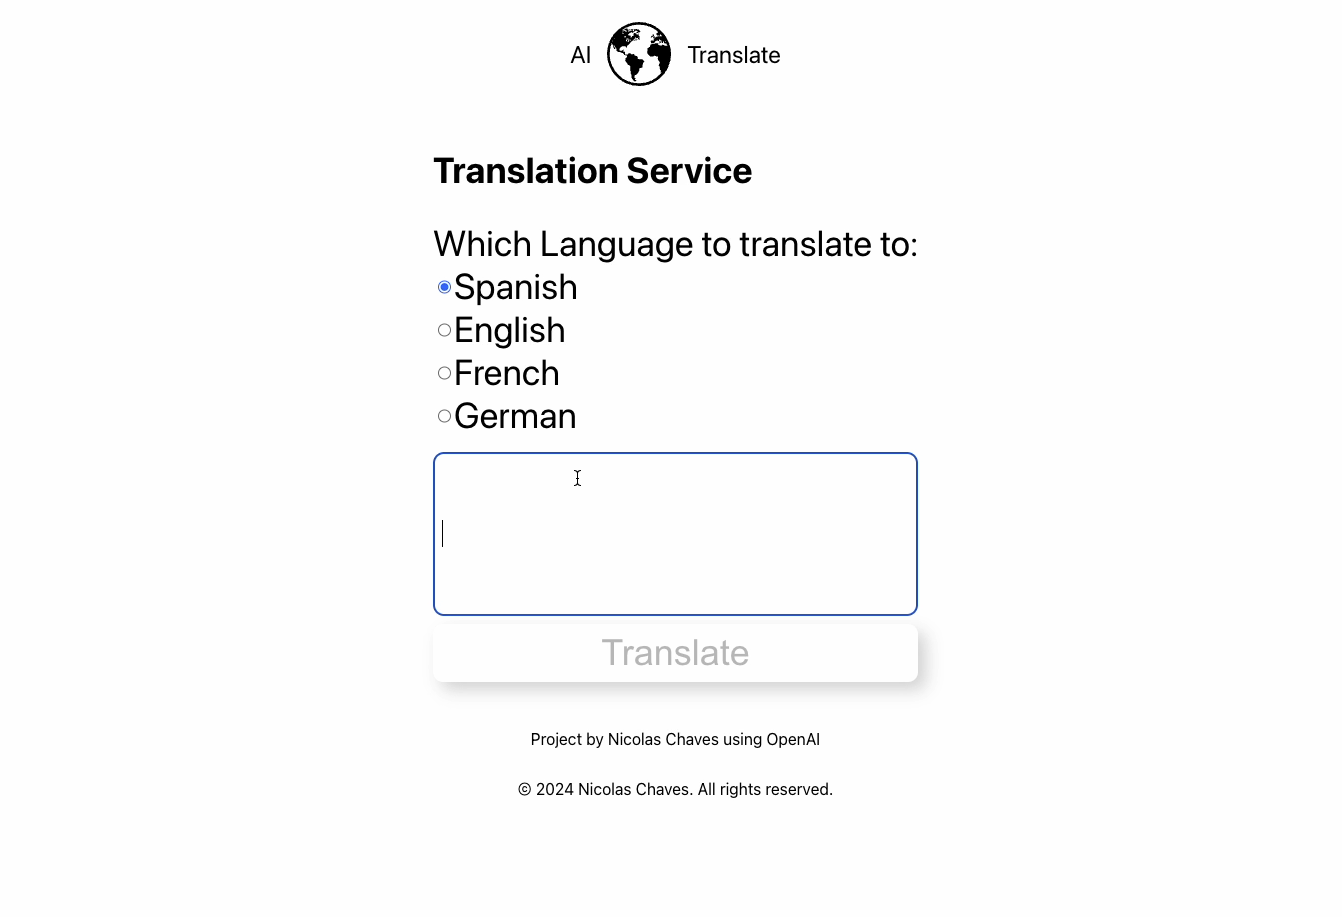 AI Translate
Translation Service
Which Language to translate to:
Spanish
English
French
German
Translate
Project by Nicolas Chaves using OpenAI
© 2024 Nicolas Chaves. All rights reserved.